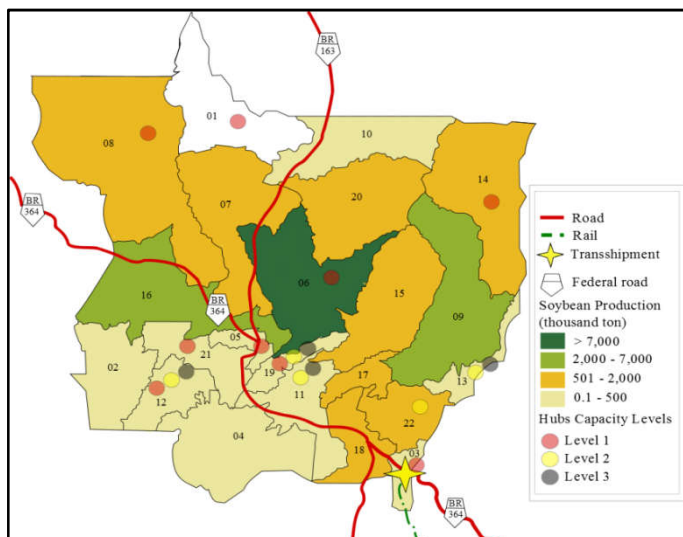 BR
163
01
10
08
14
07
20
BR
364
06
09
15
16
BR
364
05
02
21
19
17
13
12
11
22
04
18
03
BR
364
Road
Rail
Transshipment
Federal road
Soybean Production
(thousand ton)
> 7,000
2,000 - 7,000
501 - 2,000
0.1 - 500
Hubs Capacity Levels
Level 1
Level 2
Level 3